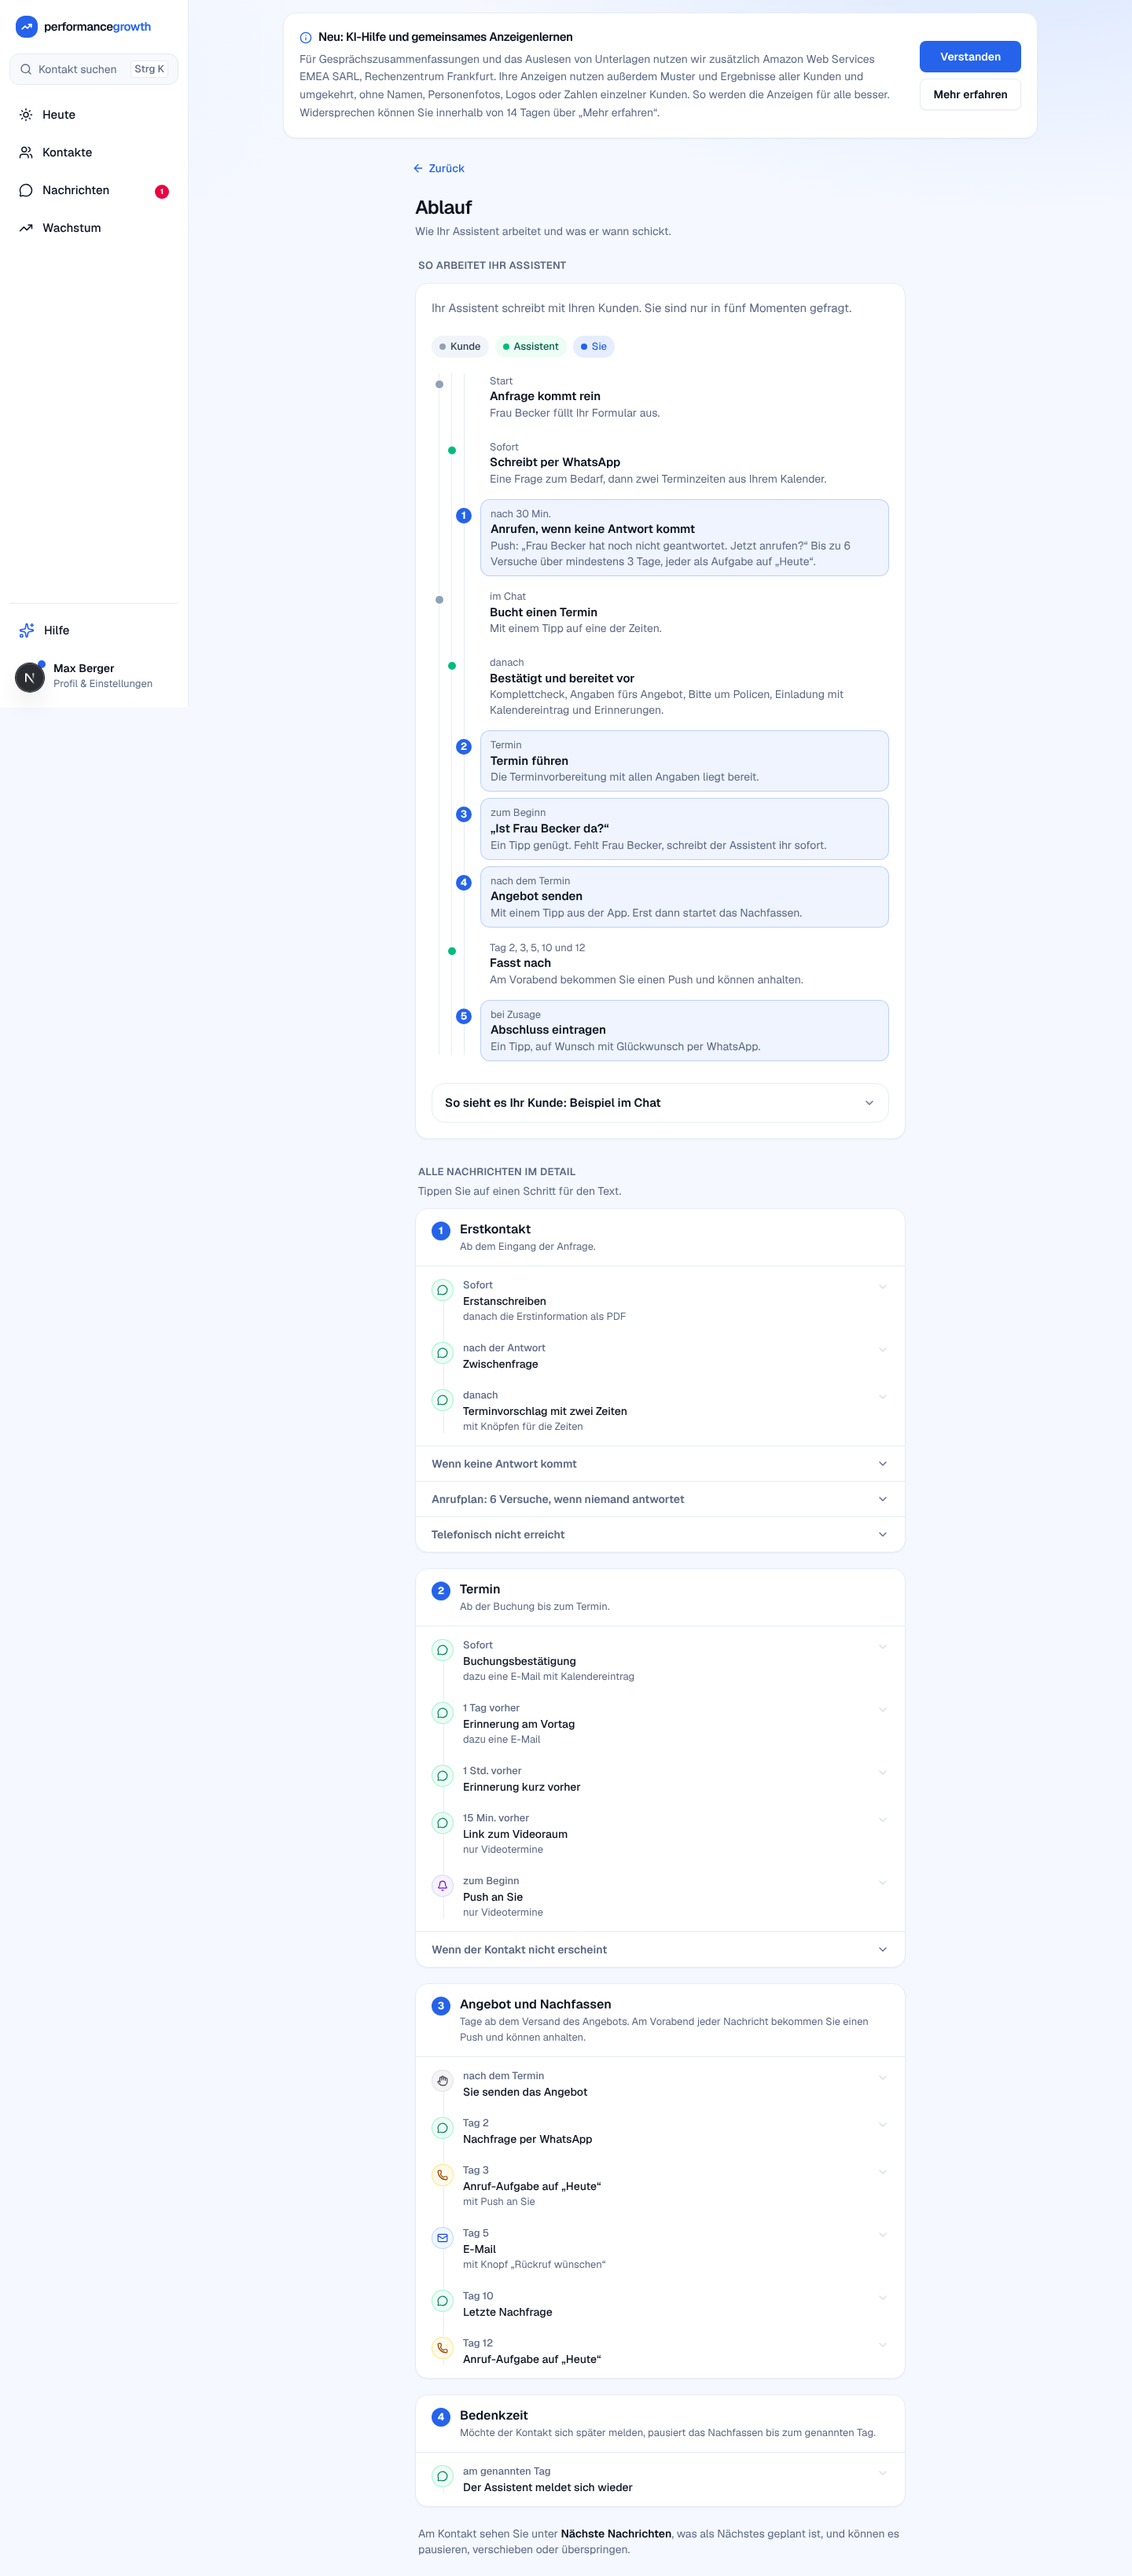 performancegrowth
Kontakt suchen Strg K
Heute
Kontakte
Nachrichten 1
Wachstum
Hilfe
N
Max Berger
Profil & Einstellungen
Neu: KI-Hilfe und gemeinsames Anzeigenlernen
Für Gesprächszusammenfassungen und das Auslesen von Unterlagen nutzen wir zusätzlich Amazon Web Services
EMEA SARL, Rechenzentrum Frankfurt. Ihre Anzeigen nutzen außerdem Muster und Ergebnisse aller Kunden und
umgekehrt, ohne Namen, Personenfotos, Logos oder Zahlen einzelner Kunden. So werden die Anzeigen für alle besser.
Widersprechen können Sie innerhalb von 14 Tagen über „Mehr erfahren“.
Verstanden
Mehr erfahren
Zurück
Ablauf
Wie Ihr Assistent arbeitet und was er wann schickt.
SO ARBEITET IHR ASSISTENT
Ihr Assistent schreibt mit Ihren Kunden. Sie sind nur in fünf Momenten gefragt.
Kunde Assistent Sie
Start
Anfrage kommt rein
Frau Becker füllt Ihr Formular aus.
Sofort
Schreibt per WhatsApp
Eine Frage zum Bedarf, dann zwei Terminzeiten aus Ihrem Kalender.
1
nach 30 Min.
Anrufen, wenn keine Antwort kommt
Push: „Frau Becker hat noch nicht geantwortet. Jetzt anrufen?“ Bis zu 6
Versuche über mindestens 3 Tage, jeder als Aufgabe auf „Heute“.
im Chat
Bucht einen Termin
Mit einem Tipp auf eine der Zeiten.
danach
Bestätigt und bereitet vor
Komplettcheck, Angaben fürs Angebot, Bitte um Policen, Einladung mit
Kalendereintrag und Erinnerungen.
2
Termin
Termin führen
Die Terminvorbereitung mit allen Angaben liegt bereit.
3
zum Beginn
„Ist Frau Becker da?“
Ein Tipp genügt. Fehlt Frau Becker, schreibt der Assistent ihr sofort.
4
nach dem Termin
Angebot senden
Mit einem Tipp aus der App. Erst dann startet das Nachfassen.
Tag 2, 3, 5, 10 und 12
Fasst nach
Am Vorabend bekommen Sie einen Push und können anhalten.
5
bei Zusage
Abschluss eintragen
Ein Tipp, auf Wunsch mit Glückwunsch per WhatsApp.
So sieht es Ihr Kunde: Beispiel im Chat
ALLE NACHRICHTEN IM DETAIL
Tippen Sie auf einen Schritt für den Text.
1 Erstkontakt
Ab dem Eingang der Anfrage.
Sofort
Erstanschreiben
danach die Erstinformation als PDF
nach der Antwort
Zwischenfrage
danach
Terminvorschlag mit zwei Zeiten
mit Knöpfen für die Zeiten
Wenn keine Antwort kommt
Anrufplan: 6 Versuche, wenn niemand antwortet
Telefonisch nicht erreicht
2 Termin
Ab der Buchung bis zum Termin.
Sofort
Buchungsbestätigung
dazu eine E-Mail mit Kalendereintrag
1 Tag vorher
Erinnerung am Vortag
dazu eine E-Mail
1 Std. vorher
Erinnerung kurz vorher
15 Min. vorher
Link zum Videoraum
nur Videotermine
zum Beginn
Push an Sie
nur Videotermine
Wenn der Kontakt nicht erscheint
3 Angebot und Nachfassen
Tage ab dem Versand des Angebots. Am Vorabend jeder Nachricht bekommen Sie einen
Push und können anhalten.
nach dem Termin
Sie senden das Angebot
Tag 2
Nachfrage per WhatsApp
Tag 3
Anruf-Aufgabe auf „Heute“
mit Push an Sie
Tag 5
E-Mail
mit Knopf „Rückruf wünschen“
Tag 10
Letzte Nachfrage
Tag 12
Anruf-Aufgabe auf „Heute“
4 Bedenkzeit
Möchte der Kontakt sich später melden, pausiert das Nachfassen bis zum genannten Tag.
am genannten Tag
Der Assistent meldet sich wieder
Am Kontakt sehen Sie unter Nächste Nachrichten, was als Nächstes geplant ist, und können es
pausieren, verschieben oder überspringen.